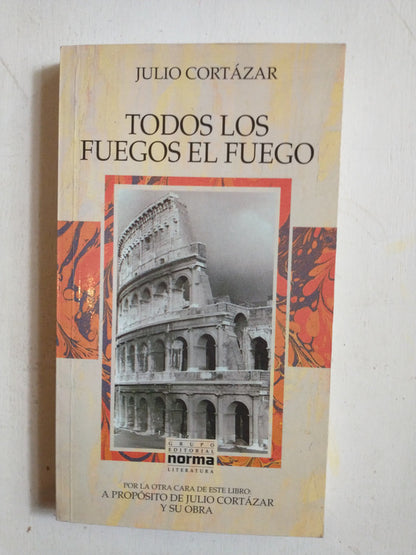 JULIO CORTÁZAR
TODOS LOS
FUEGOS EL FUEGO
GRUPO
EDITORIAL
norma
LITERATURA
POR LA OTRA CARA DE ESTE LIBRO:
A PROPÓSITO DE JULIO CORTÁZAR
Y SU OBRA